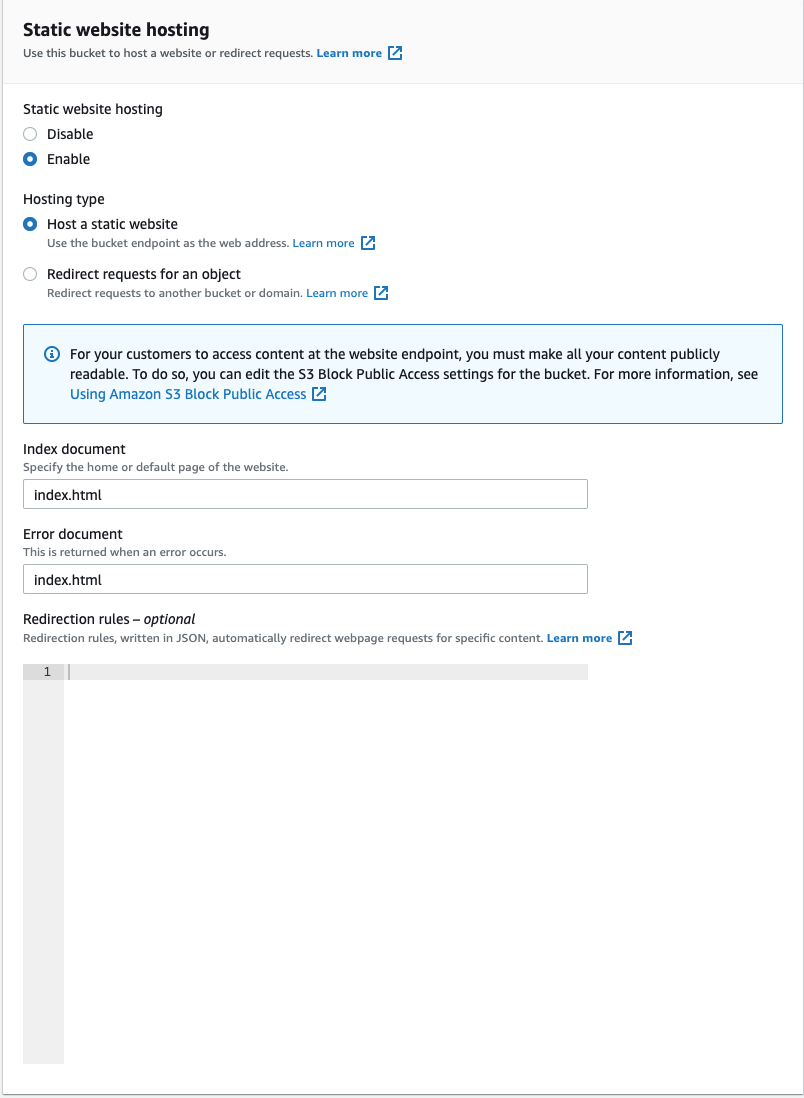 Static website hosting
Use this bucket to host a website or redirect requests. Learn more
Static website hosting
Disable
Enable
Hosting type
Host a static website
Use the bucket endpoint as the web address. Learn more
Redirect requests for an object
Redirect requests to another bucket or domain. Learn more
For your customers to access content at the website endpoint, you must make all your content publicly
readable. To do so, you can edit the S3 Block Public Access settings for the bucket. For more information, see
Using Amazon S3 Block Public Access
Index document
Specify the home or default page of the website.
index.html
Error document
This is returned when an error occurs.
index.html
Redirection rules – optional
Redirection rules, written in JSON, automatically redirect webpage requests for specific content. Learn more
1